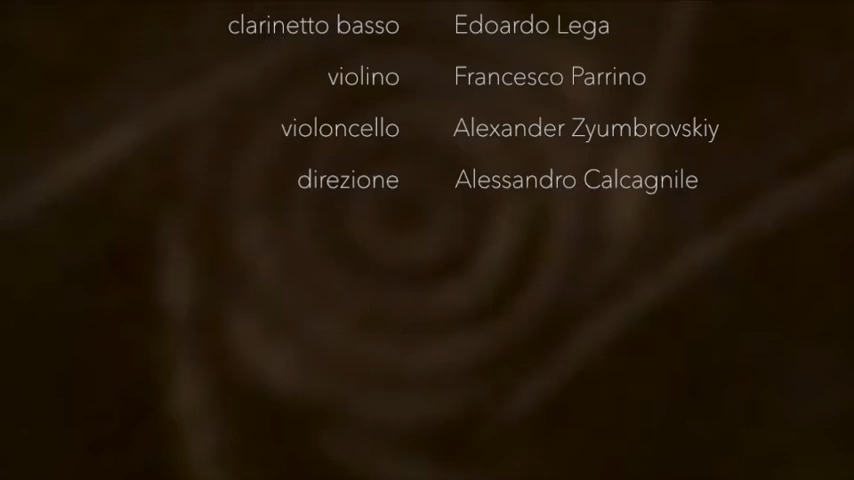 clarinetto basso Edoardo Lega
violino Francesco Parrino
violoncello Alexander Zyumbrovskiy
direzione Alessandro Calcagnile